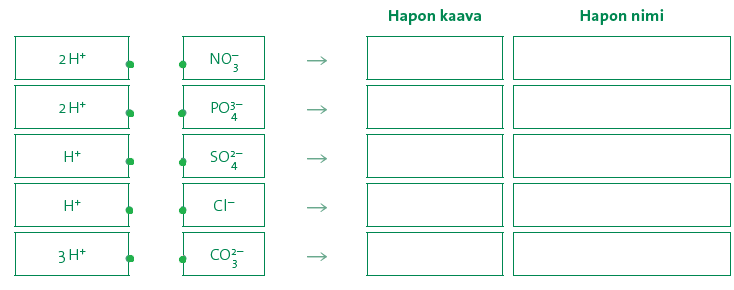 Hapon kaava Hapon nimi
2 H⁺ NO₃⁻ →
2 H⁺ PO₄³⁻ →
H⁺ SO₄²⁻ →
H⁺ Cl⁻ →
3 H⁺ CO₃²⁻ →